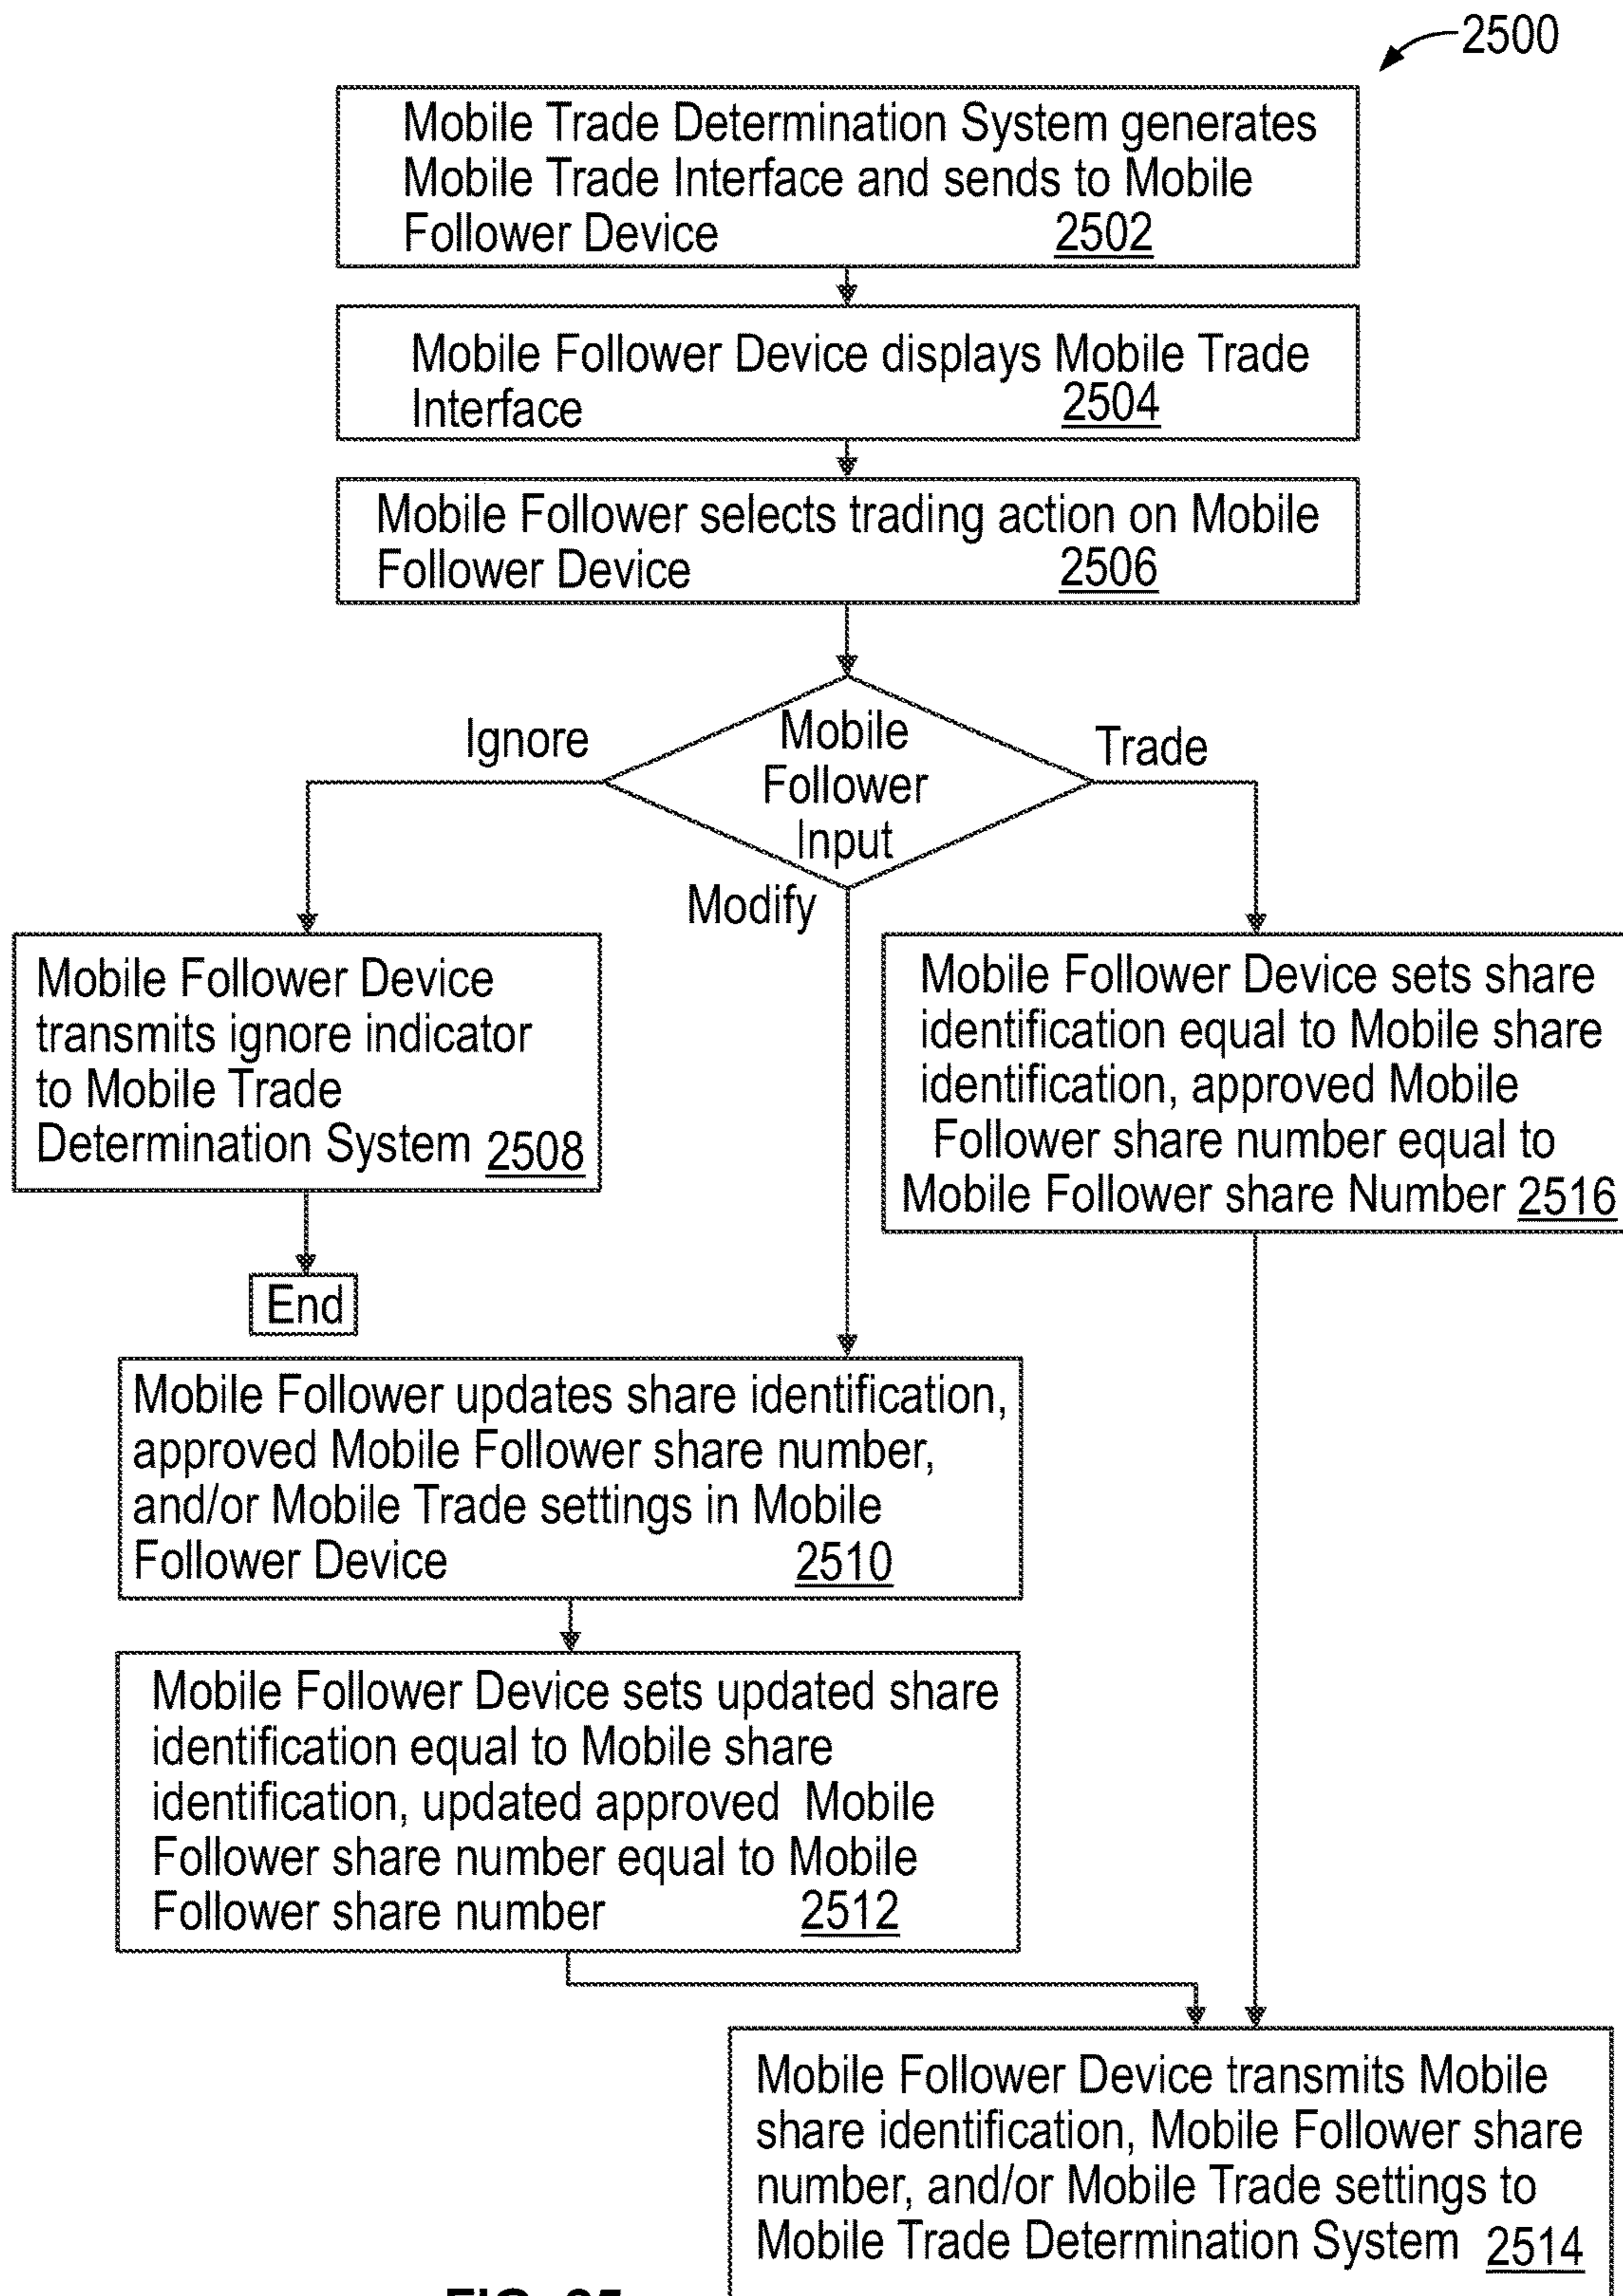 2500
Mobile Trade Determination System generates
Mobile Trade Interface and sends to Mobile
Follower Device 2502
Mobile Follower Device displays Mobile Trade
Interface 2504
Mobile Follower selects trading action on Mobile
Follower Device 2506
Mobile
Follower
Input
Ignore
Trade
Modify
Mobile Follower Device
transmits ignore indicator
to Mobile Trade
Determination System 2508
End
Mobile Follower Device sets share
identification equal to Mobile share
identification, approved Mobile
Follower share number equal to
Mobile Follower share Number 2516
Mobile Follower updates share identification,
approved Mobile Follower share number,
and/or Mobile Trade settings in Mobile
Follower Device 2510
Mobile Follower Device sets updated share
identification equal to Mobile share
identification, updated approved Mobile
Follower share number equal to Mobile
Follower share number 2512
Mobile Follower Device transmits Mobile
share identification, Mobile Follower share
number, and/or Mobile Trade settings to
Mobile Trade Determination System 2514